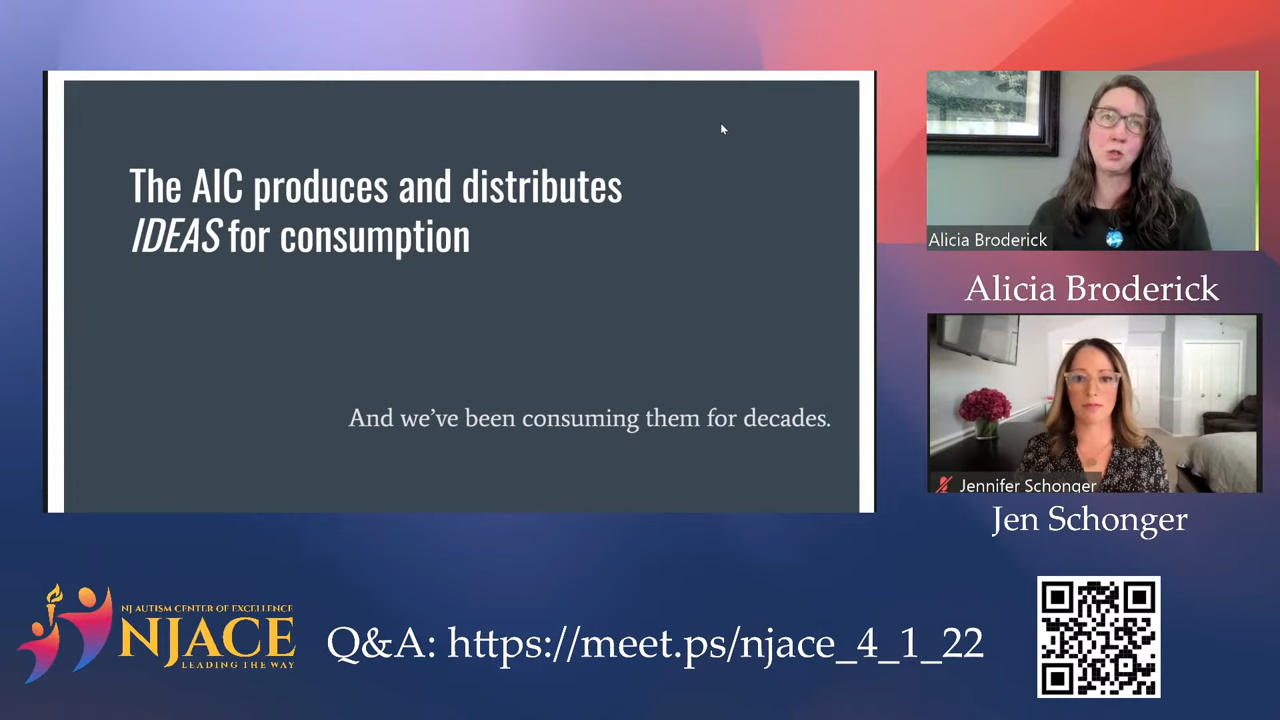 The AIC produces and distributes
IDEAS for consumption
And we've been consuming them for decades.
Alicia Broderick
Alicia Broderick
Jennifer Schonger
Jen Schonger
NJ AUTISM CENTER OF EXCELLENCE
NJACE
LEADING THE WAY
Q&A: https://meet.ps/njace_4_1_22